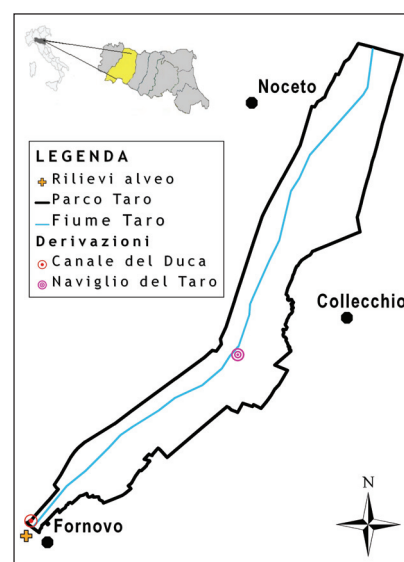 Noceto
LEGENDA
Rilievi alveo
Parco Taro
Fiume Taro
Derivazioni
Canale del Duca
Naviglio del Taro
Collecchio
N
Fornovo